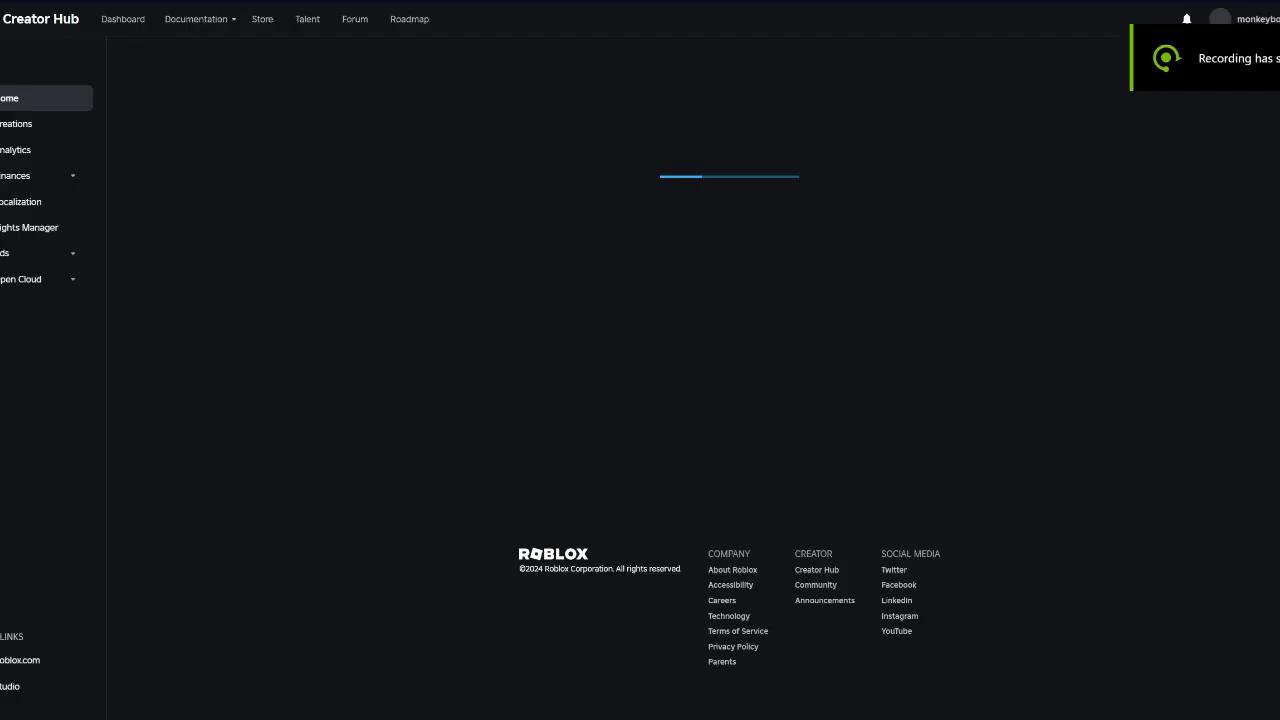 Creator Hub
Dashboard
Documentation
Store
Talent
Forum
Roadmap
monkeybo
Recording has s
ome
reations
nalytics
inances
ocalization
ights Manager
ds
pen Cloud
LINKS
oblox.com
tudio
ROBLOX
©2024 Roblox Corporation. All rights reserved.
COMPANY
About Roblox
Accessibility
Careers
Technology
Terms of Service
Privacy Policy
Parents
CREATOR
Creator Hub
Community
Announcements
SOCIAL MEDIA
Twitter
Facebook
LinkedIn
Instagram
YouTube